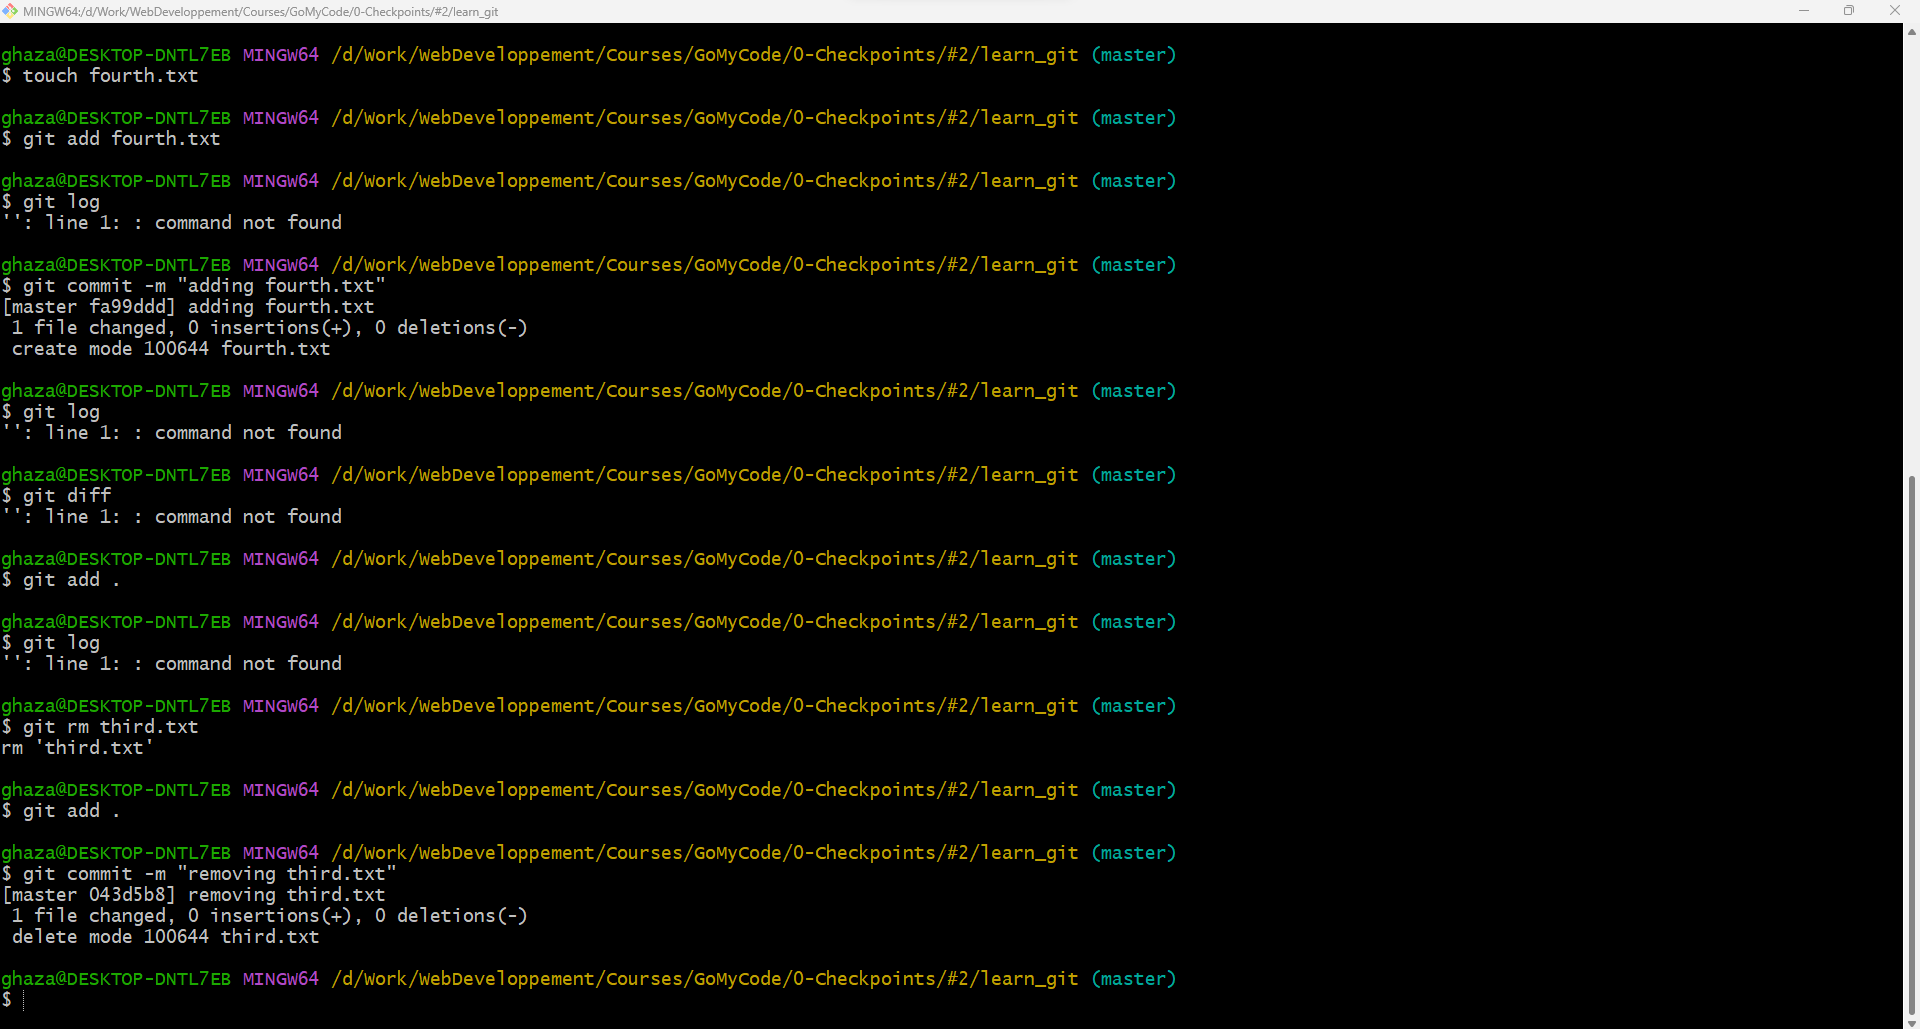 MINGW64:/d/Work/WebDeveloppement/Courses/GoMyCode/0-Checkpoints/#2/learn_git
ghaza@DESKTOP-DNTL7EB MINGW64 /d/Work/WebDeveloppement/Courses/GoMyCode/0-Checkpoints/#2/learn_git (master)
$ touch fourth.txt
ghaza@DESKTOP-DNTL7EB MINGW64 /d/Work/WebDeveloppement/Courses/GoMyCode/0-Checkpoints/#2/learn_git (master)
$ git add fourth.txt
ghaza@DESKTOP-DNTL7EB MINGW64 /d/Work/WebDeveloppement/Courses/GoMyCode/0-Checkpoints/#2/learn_git (master)
$ git log
'': line 1: : command not found
ghaza@DESKTOP-DNTL7EB MINGW64 /d/Work/WebDeveloppement/Courses/GoMyCode/0-Checkpoints/#2/learn_git (master)
$ git commit -m "adding fourth.txt"
[master fa99ddd] adding fourth.txt
 1 file changed, 0 insertions(+), 0 deletions(-)
 create mode 100644 fourth.txt
ghaza@DESKTOP-DNTL7EB MINGW64 /d/Work/WebDeveloppement/Courses/GoMyCode/0-Checkpoints/#2/learn_git (master)
$ git log
'': line 1: : command not found
ghaza@DESKTOP-DNTL7EB MINGW64 /d/Work/WebDeveloppement/Courses/GoMyCode/0-Checkpoints/#2/learn_git (master)
$ git diff
'': line 1: : command not found
ghaza@DESKTOP-DNTL7EB MINGW64 /d/Work/WebDeveloppement/Courses/GoMyCode/0-Checkpoints/#2/learn_git (master)
$ git add .
ghaza@DESKTOP-DNTL7EB MINGW64 /d/Work/WebDeveloppement/Courses/GoMyCode/0-Checkpoints/#2/learn_git (master)
$ git log
'': line 1: : command not found
ghaza@DESKTOP-DNTL7EB MINGW64 /d/Work/WebDeveloppement/Courses/GoMyCode/0-Checkpoints/#2/learn_git (master)
$ git rm third.txt
rm 'third.txt'
ghaza@DESKTOP-DNTL7EB MINGW64 /d/Work/WebDeveloppement/Courses/GoMyCode/0-Checkpoints/#2/learn_git (master)
$ git add .
ghaza@DESKTOP-DNTL7EB MINGW64 /d/Work/WebDeveloppement/Courses/GoMyCode/0-Checkpoints/#2/learn_git (master)
$ git commit -m "removing third.txt"
[master 043d5b8] removing third.txt
 1 file changed, 0 insertions(+), 0 deletions(-)
 delete mode 100644 third.txt
ghaza@DESKTOP-DNTL7EB MINGW64 /d/Work/WebDeveloppement/Courses/GoMyCode/0-Checkpoints/#2/learn_git (master)
$